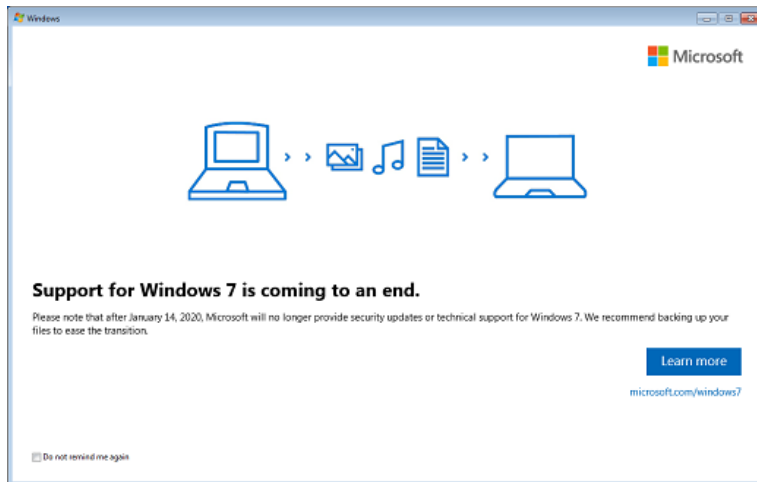 Windows
Microsoft
Support for Windows 7 is coming to an end.
Please note that after January 14, 2020, Microsoft will no longer provide security updates or technical support for Windows 7. We recommend backing up your
files to ease the transition.
Learn more
microsoft.com/windows7
Do not remind me again